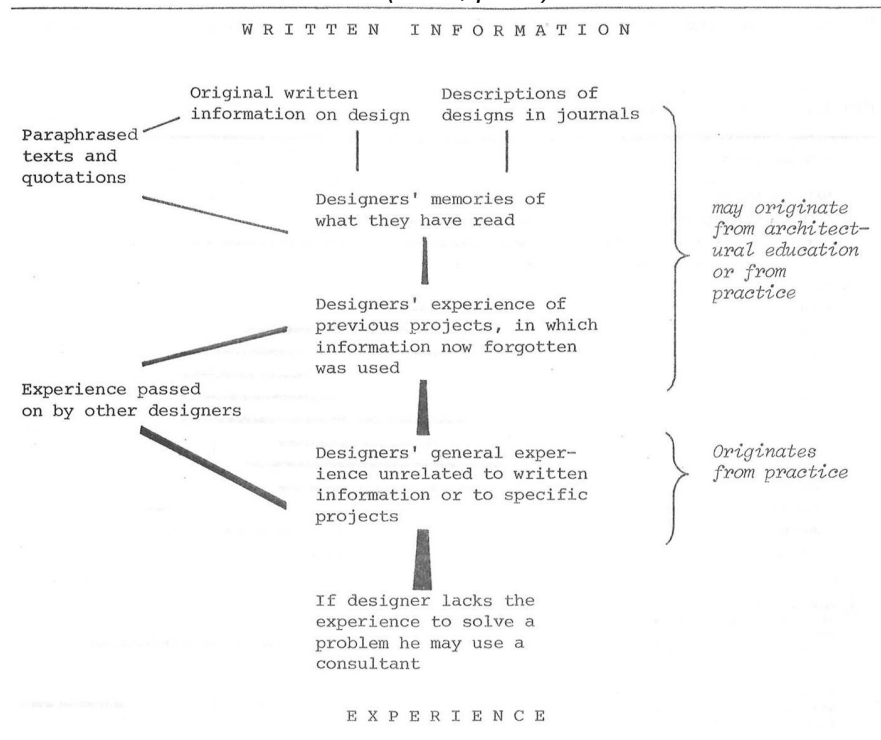 WRITTEN INFORMATION
Original written
information on design
Descriptions of
designs in journals
Paraphrased
texts and
quotations
Designers' memories of
what they have read
may originate
from architect-
ural education
or from
practice
Designers' experience of
previous projects, in which
information now forgotten
was used
Experience passed
on by other designers
Designers' general exper-
ience unrelated to written
information or to specific
projects
Originates
from practice
If designer lacks the
experience to solve a
problem he may use a
consultant
EXPERIENCE